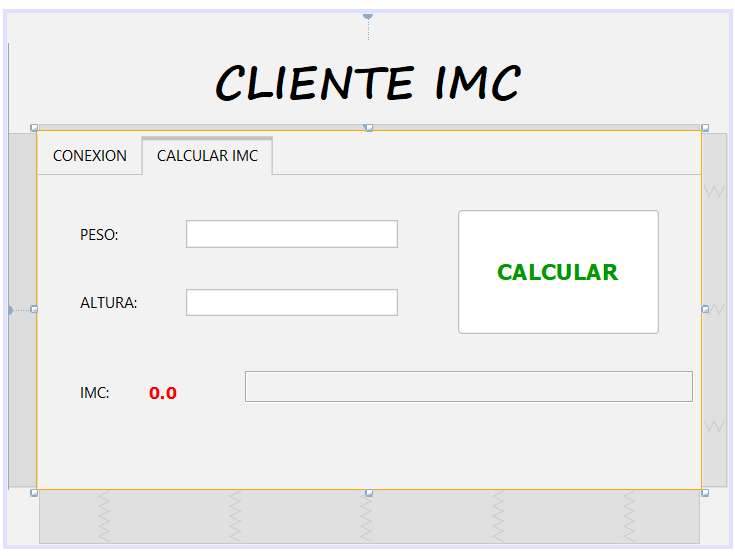 CLIENTE IMC
CONEXION
CALCULAR IMC
PESO:
CALCULAR
ALTURA:
IMC:
0.0